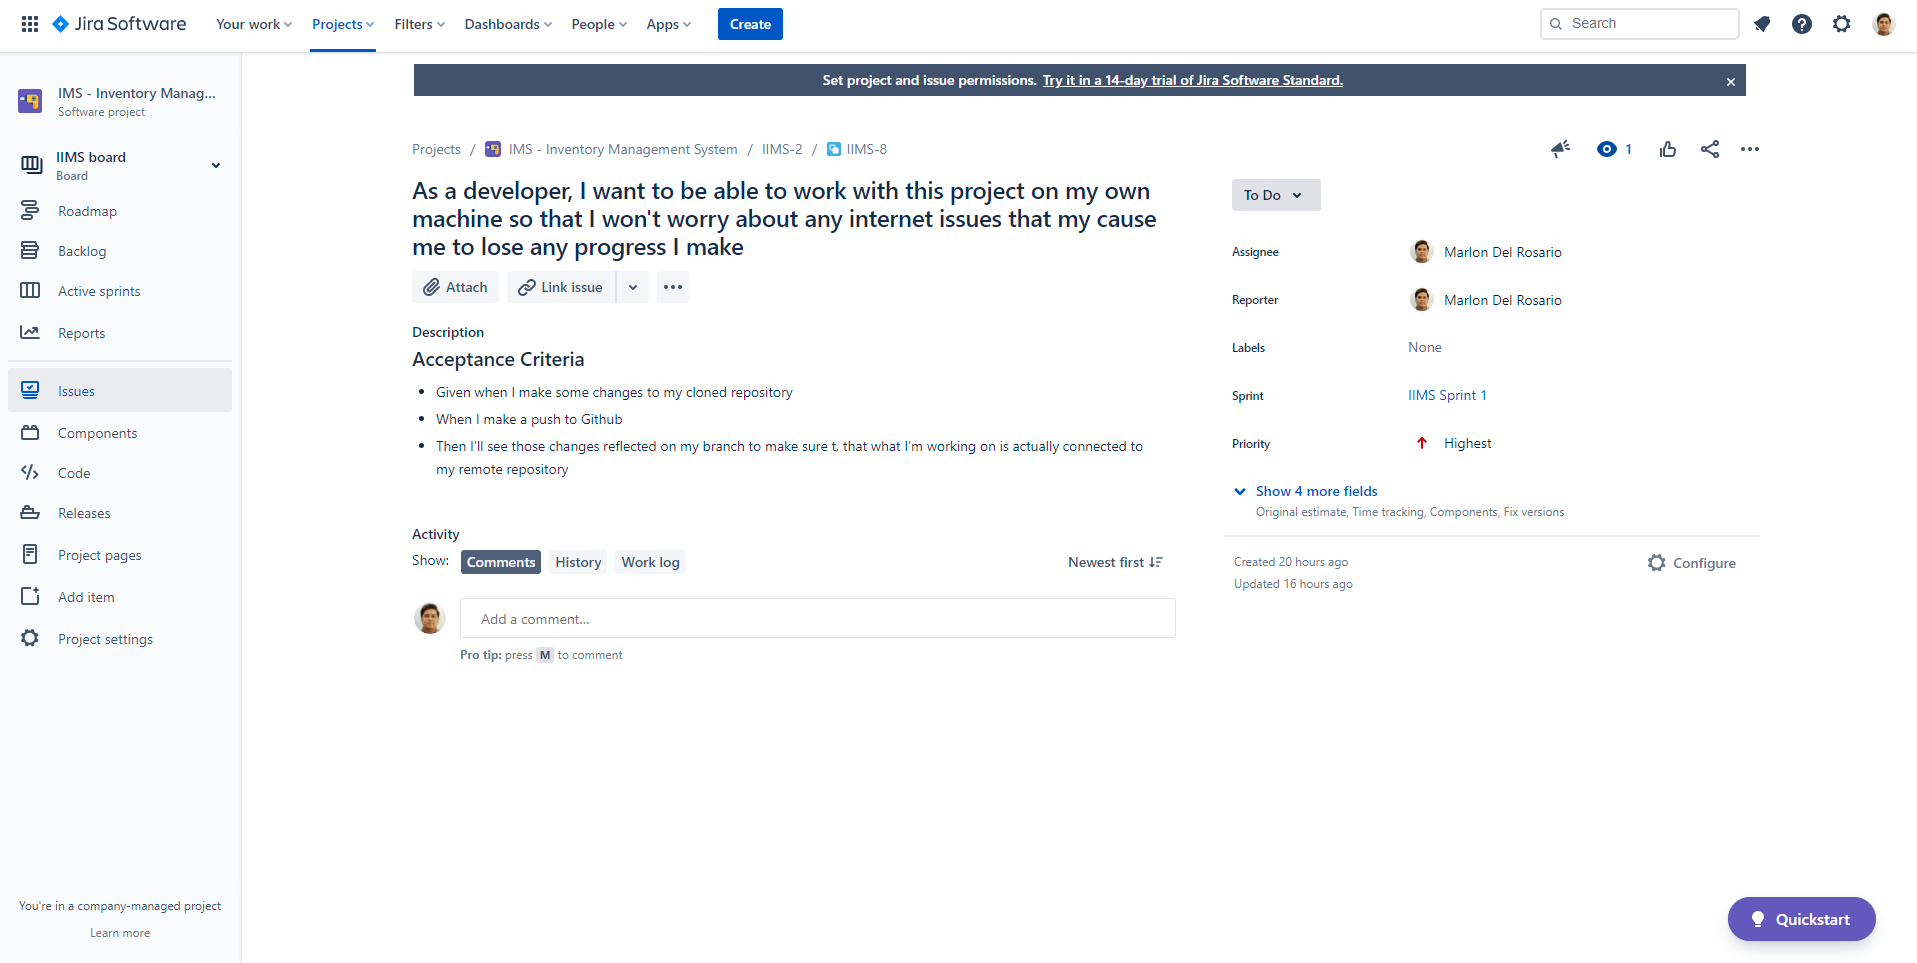 Jira Software
Your work
Projects
Filters
Dashboards
People
Apps
Create
Search
IMS - Inventory Manag...
Software project
IIMS board
Board
Roadmap
Backlog
Active sprints
Reports
Issues
Components
Code
Releases
Project pages
Add item
Project settings
You're in a company-managed project
Learn more
Set project and issue permissions. Try it in a 14-day trial of Jira Software Standard.
Projects / IMS - Inventory Management System / IIMS-2 / IIMS-8
1
As a developer, I want to be able to work with this project on my own
machine so that I won't worry about any internet issues that my cause
me to lose any progress I make
Attach
Link issue
Description
Acceptance Criteria
Given when I make some changes to my cloned repository
When I make a push to Github
Then I'll see those changes reflected on my branch to make sure t, that what I'm working on is actually connected to
my remote repository
Activity
Show: Comments History Work log
Newest first
Add a comment...
Pro tip: press M to comment
To Do
Assignee
Marlon Del Rosario
Reporter
Marlon Del Rosario
Labels
None
Sprint
IIMS Sprint 1
Priority
Highest
Show 4 more fields
Original estimate, Time tracking, Components, Fix versions
Created 20 hours ago
Updated 16 hours ago
Configure
Quickstart